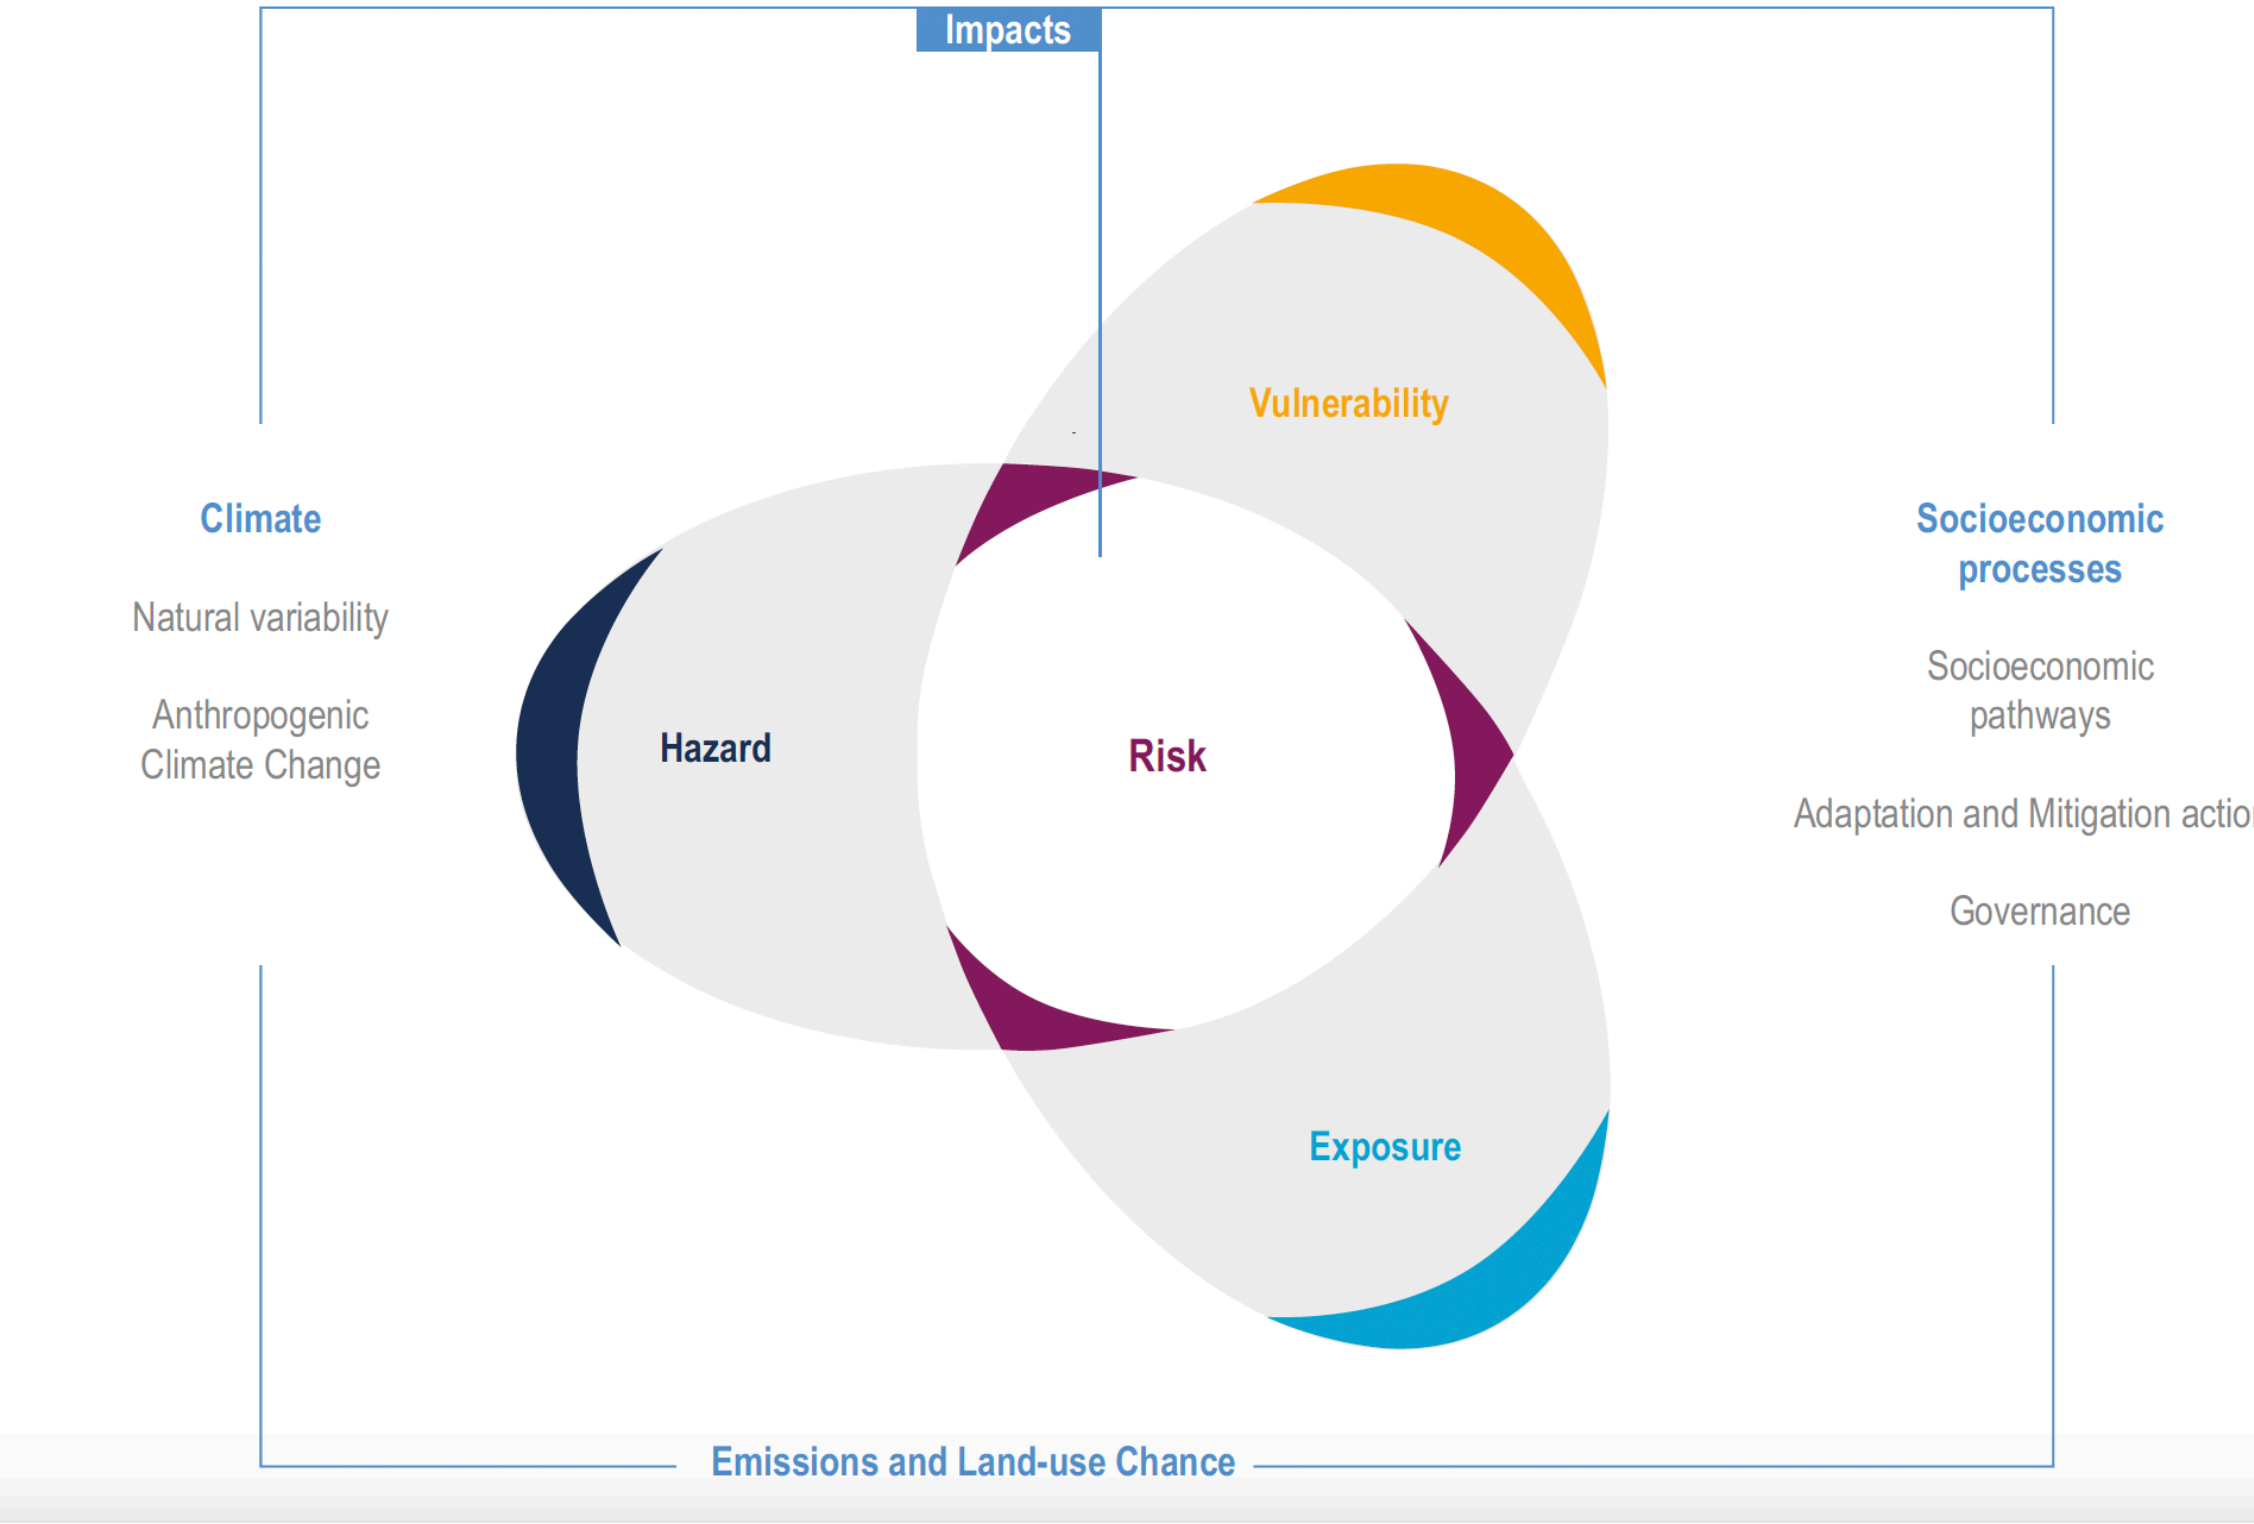 Impacts
Vulnerability
Climate
Natural variability
Anthropogenic
Climate Change
Hazard
Risk
Exposure
Socioeconomic
processes
Socioeconomic
pathways
Adaptation and Mitigation actio
Governance
Emissions and Land-use Chance